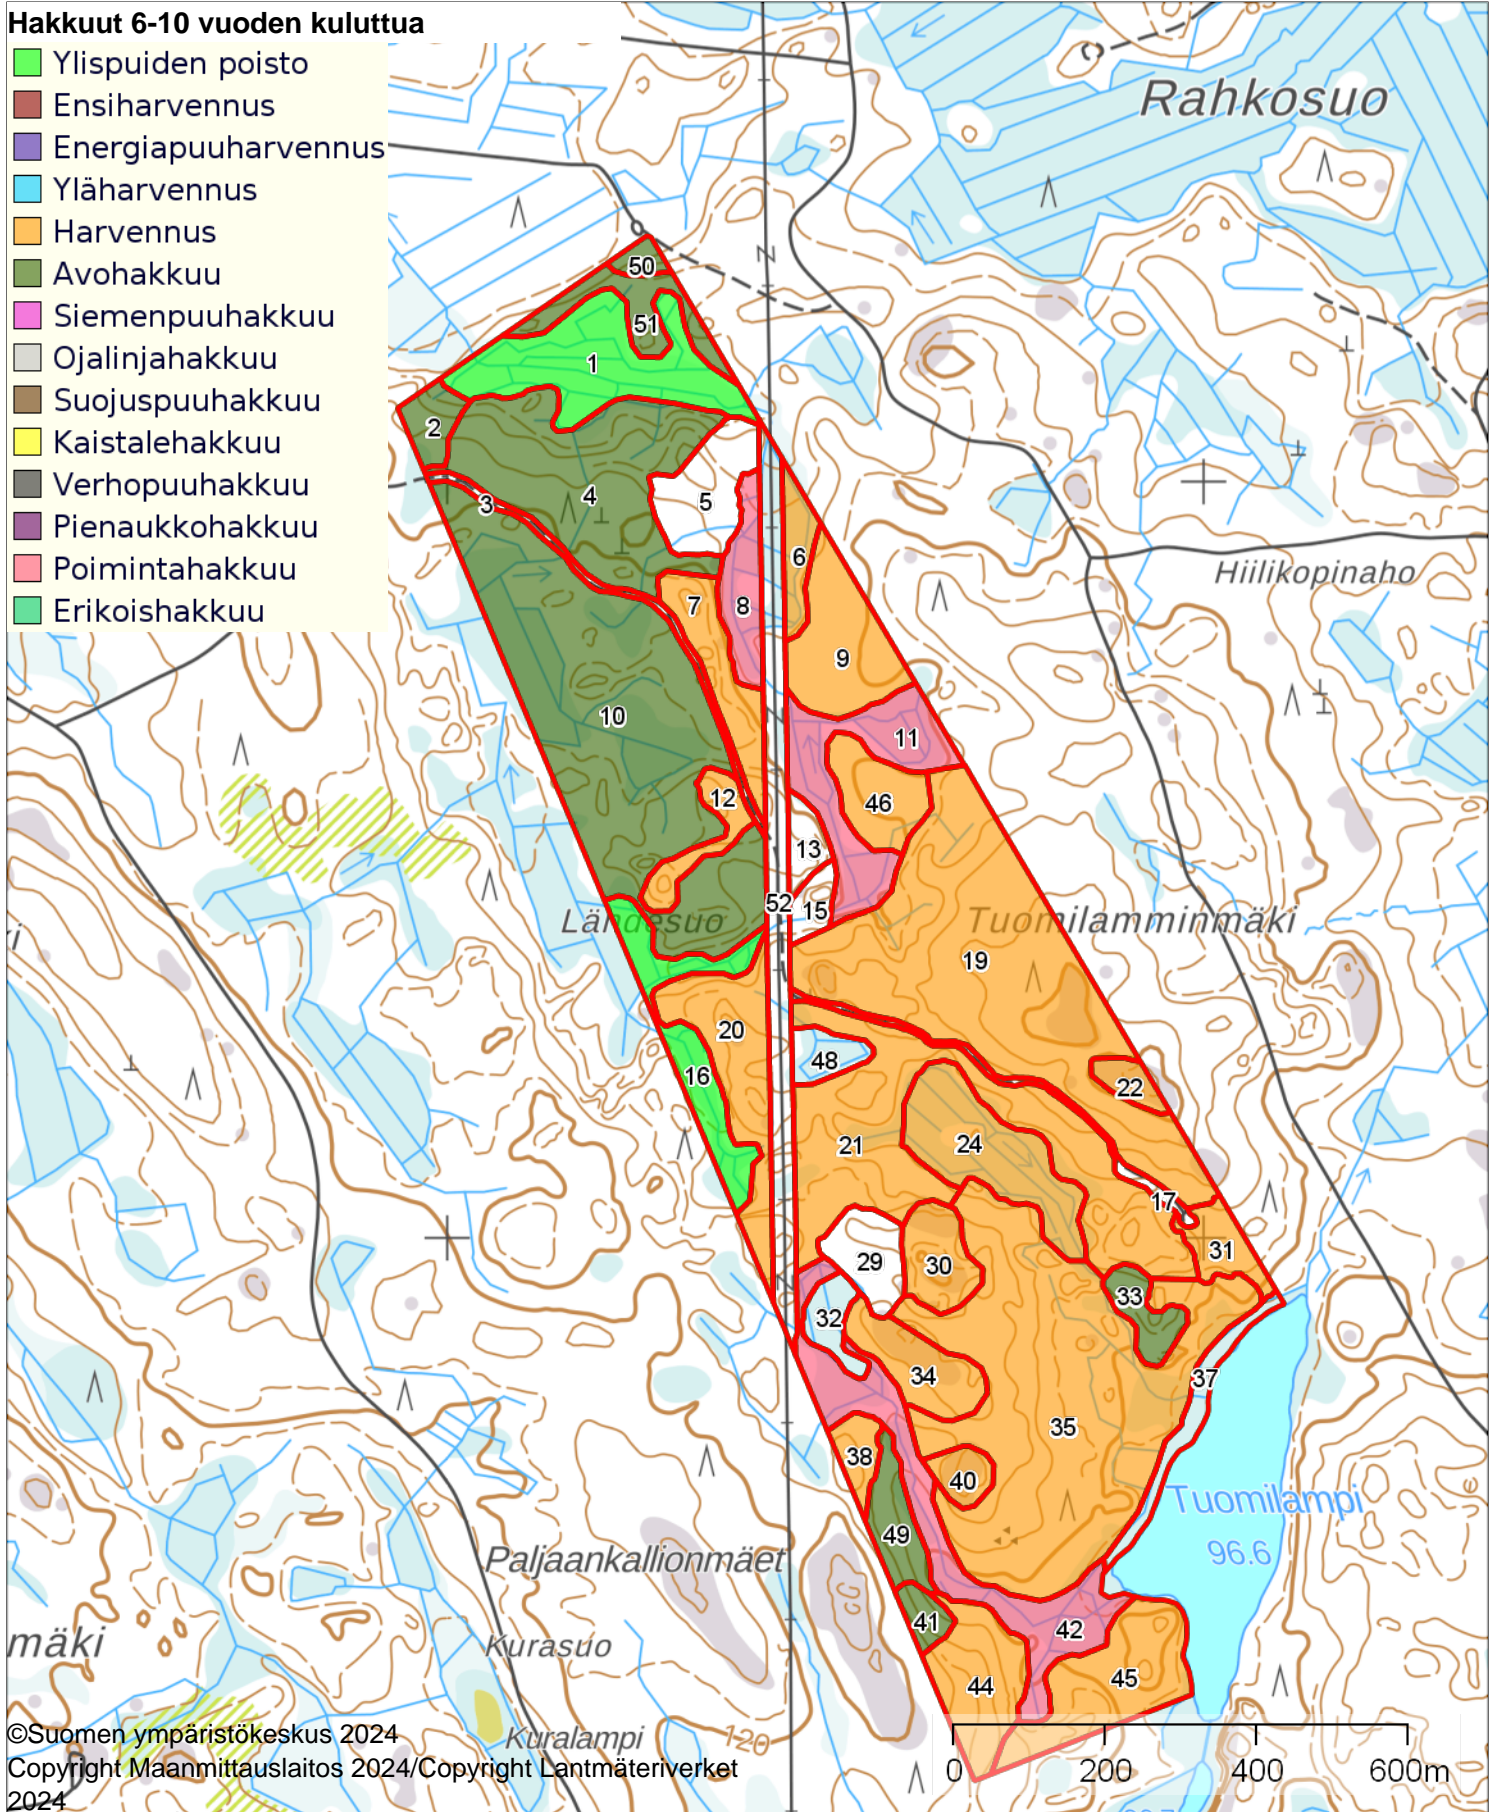 Hakkuut 6-10 vuoden kuluttua
Ylispuiden poisto
Ensiharvennus
Energiapuuharvennus
Yläharvennus
Harvennus
Avohakkuu
Siemenpuuhakkuu
Ojalinjahakkuu
Suojuspuuhakkuu
Kaistalehakkuu
Verhopuuhakkuu
Pienaukkohakkuu
Poimintahakkuu
Erikoishakkuu
Rahkosuo
N
50
51
1
2
4
5
3
6
Hiilikopinaho
7
8
9
10
N
11
12
46
13
52
15
Lähdesuo
Tuomilamminmäki
ki
19
20
48
16
22
21
24
17
31
29
30
N
33
32
34
37
35
38
40
Tuomilampi
96.6
49
Paljaankallionmäet
41
42
mäki
Kurasuo
44
45
Kuralampi
120
0 200 400 600m
©Suomen ympäristökeskus 2024
Copyright Maanmittauslaitos 2024/Copyright Lantmäteriverket
2024